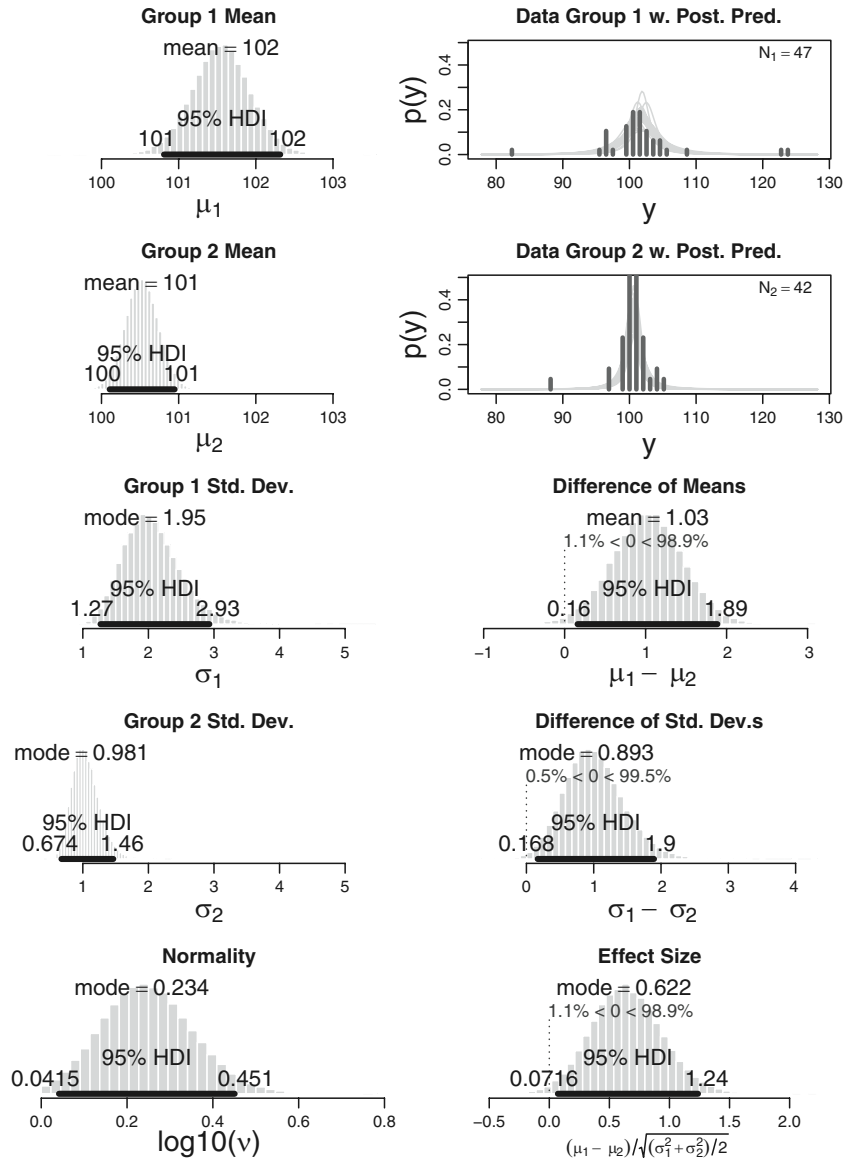 Group 1 Mean
mean = 102
95% HDI
101 102
100 101 102 103
μ1
Data Group 1 w. Post. Pred.
N1 = 47
p(y)
0.0 0.2 0.4
80 90 100 110 120 130
y
Group 2 Mean
mean = 101
95% HDI
100 101
100 101 102 103
μ2
Data Group 2 w. Post. Pred.
N2 = 42
p(y)
0.0 0.2 0.4
80 90 100 110 120 130
y
Group 1 Std. Dev.
mode = 1.95
95% HDI
1.27 2.93
1 2 3 4 5
σ1
Difference of Means
mean = 1.03
1.1% < 0 < 98.9%
95% HDI
0.16 1.89
−1 0 1 2 3
μ1 − μ2
Group 2 Std. Dev.
mode = 0.981
95% HDI
0.674 1.46
1 2 3 4 5
σ2
Difference of Std. Dev.s
mode = 0.893
0.5% < 0 < 99.5%
95% HDI
0.168 1.9
0 1 2 3 4
σ1 − σ2
Normality
mode = 0.234
95% HDI
0.0415 0.451
0.0 0.2 0.4 0.6 0.8
log10(ν)
Effect Size
mode = 0.622
1.1% < 0 < 98.9%
95% HDI
0.0716 1.24
−0.5 0.0 0.5 1.0 1.5 2.0
(μ1 − μ2)/√(σ1² + σ2²)/2